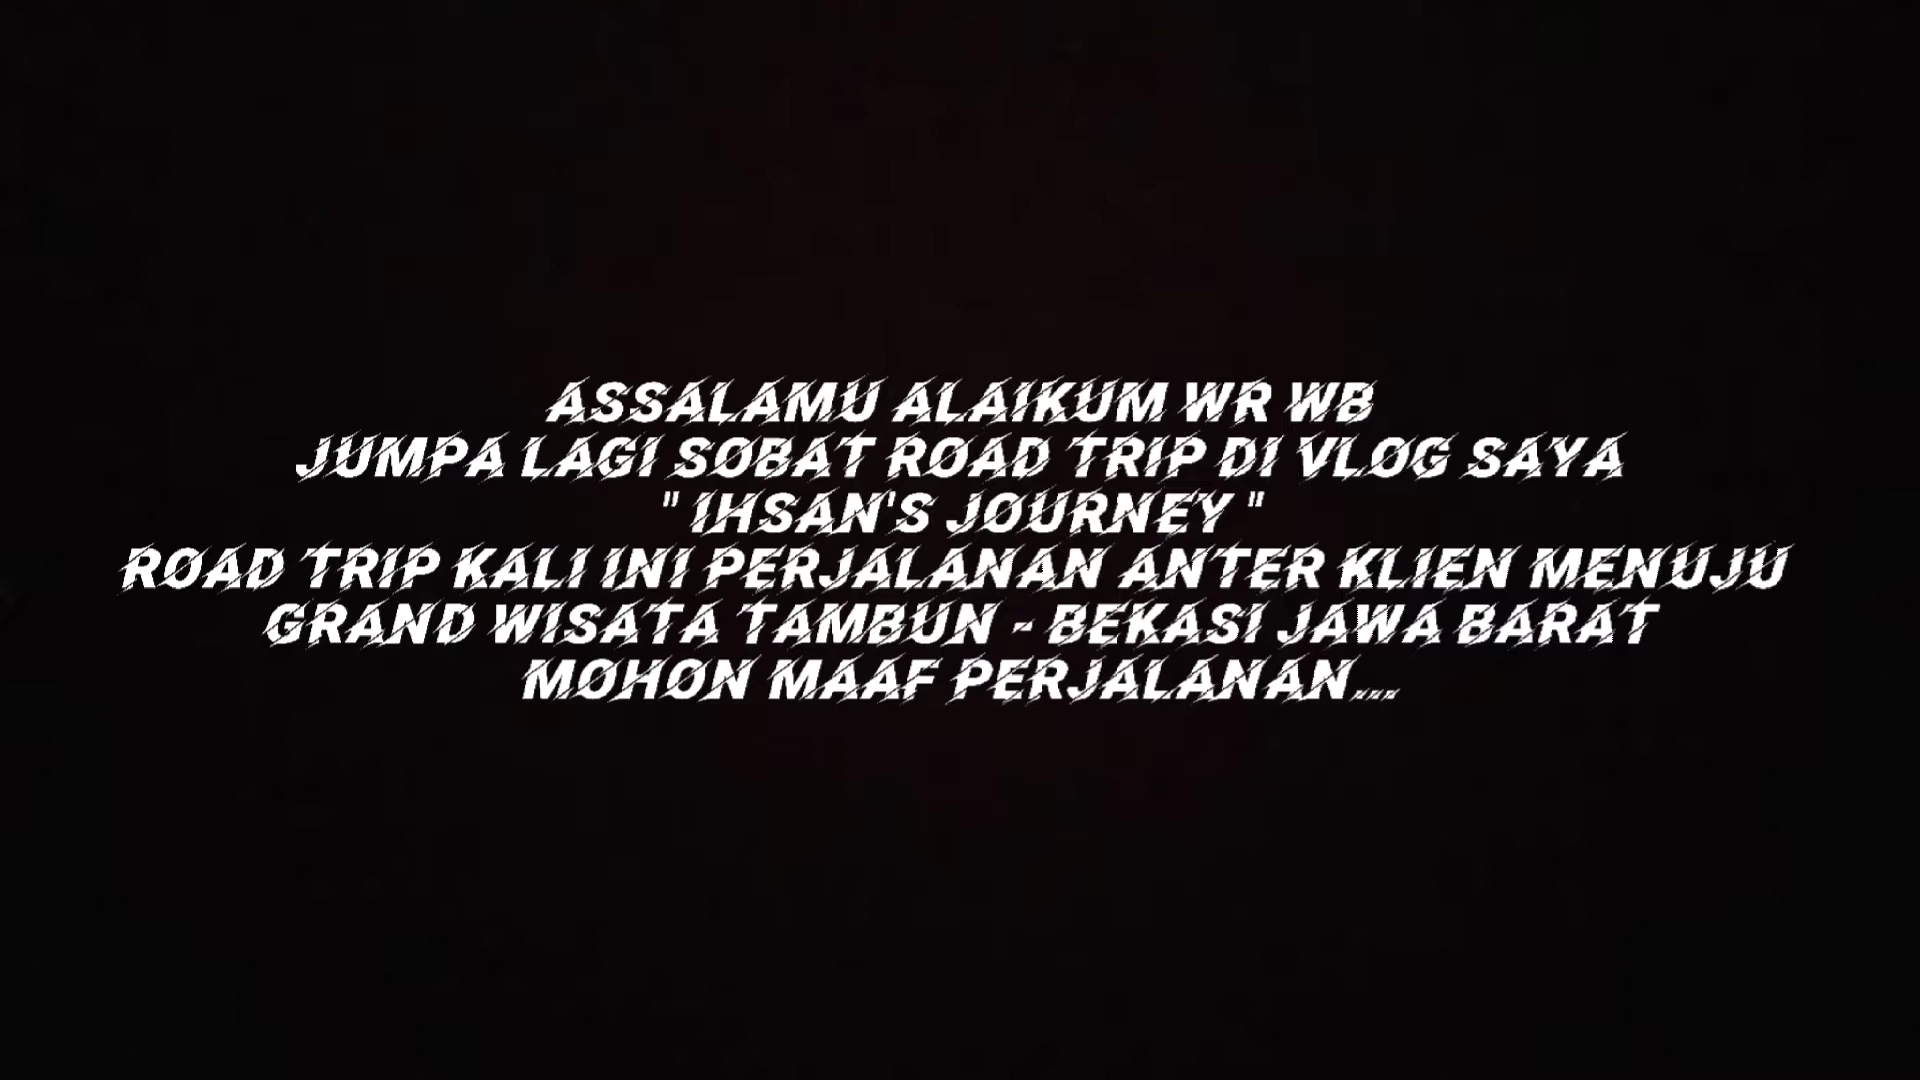 ASSALAMU ALAIKUM WR WB
JUMPA LAGI SOBAT ROAD TRIP DI VLOG SAYA
" IHSAN'S JOURNEY "
ROAD TRIP KALI INI PERJALANAN ANTER KLIEN MENUJU
GRAND WISATA TAMBUN - BEKASI JAWA BARAT
MOHON MAAF PERJALANAN....